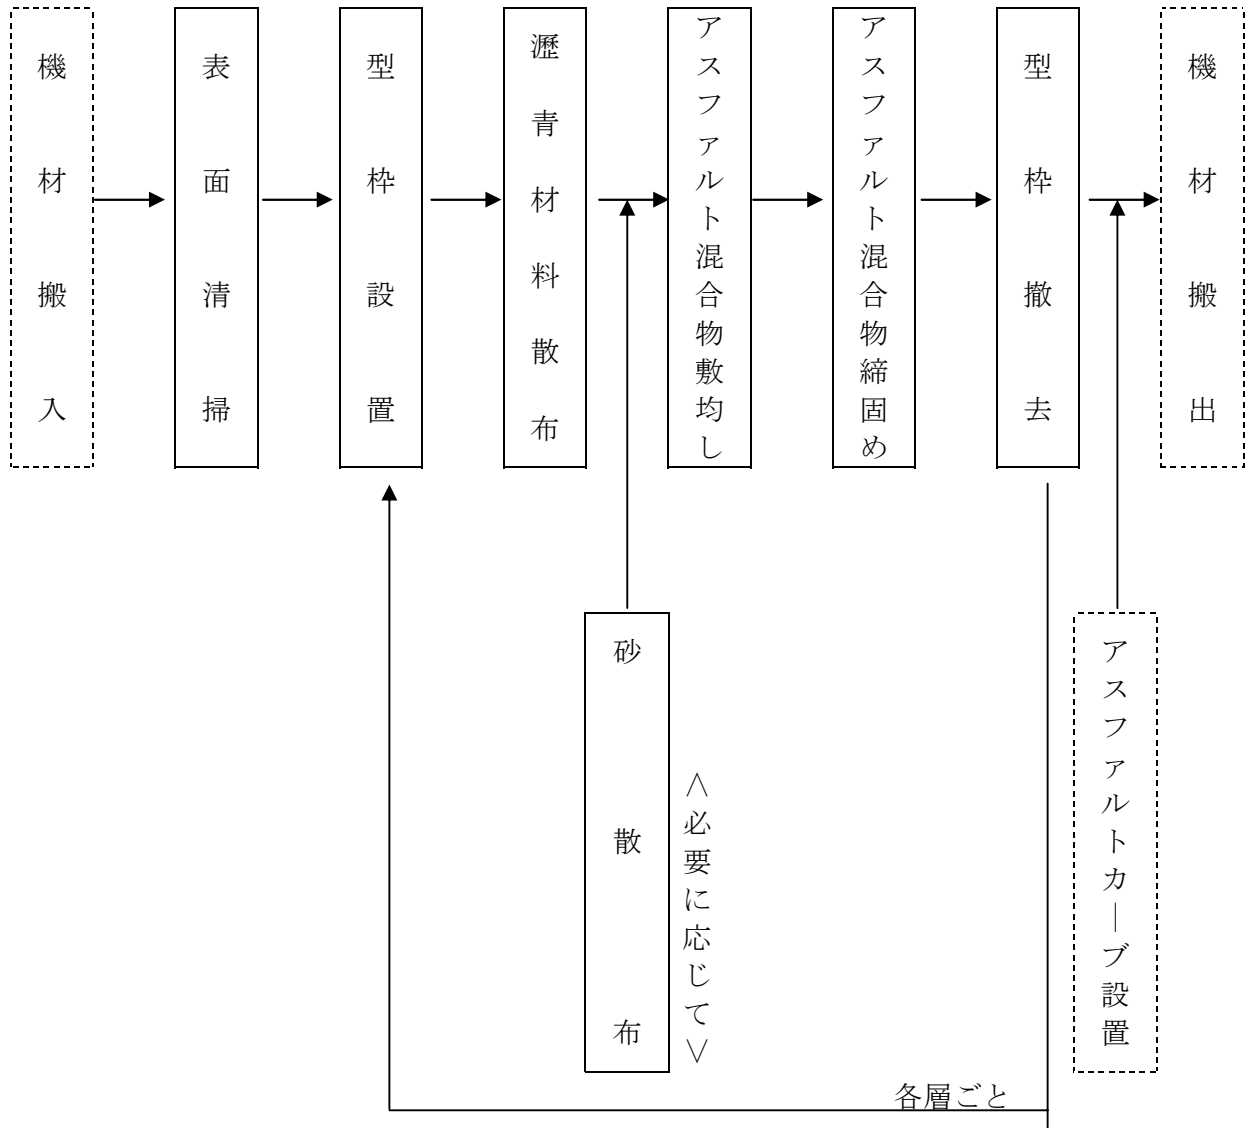 機材搬入
表面清掃
型枠設置
瀝青材料散布
アスファルト混合物敷均し
アスファルト混合物締固め
型枠撤去
機材搬出
砂散布
＜必要に応じて＞
アスファルトカーブ設置
各層ごと